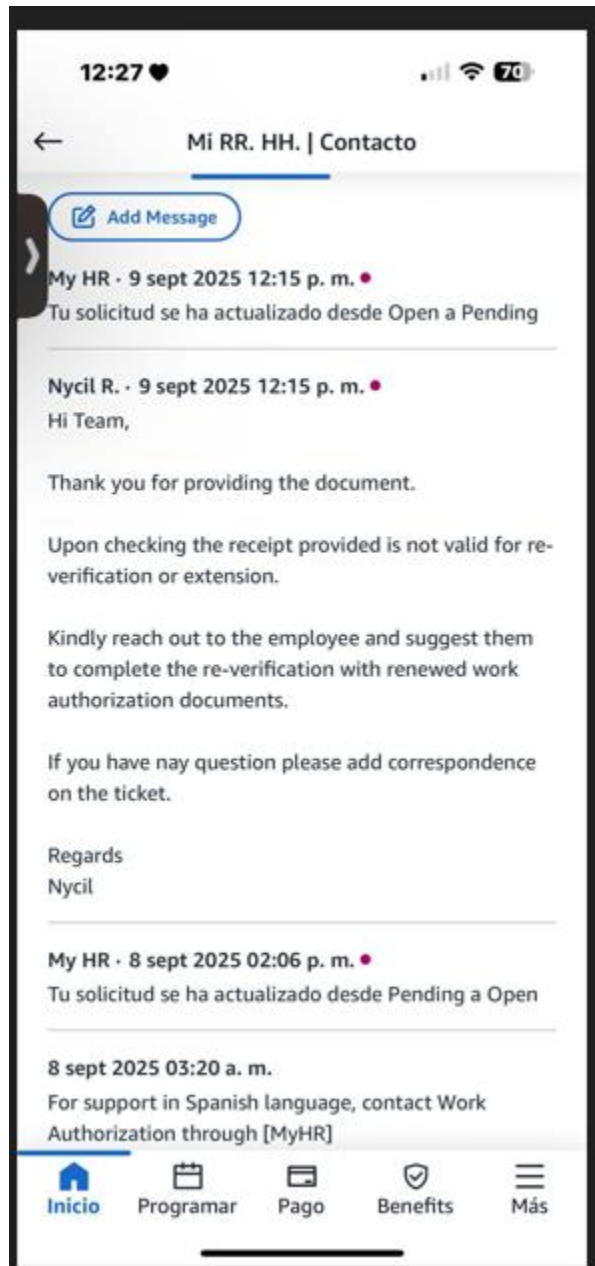 12:27
70
Mi RR. HH. | Contacto
Add Message
My HR · 9 sept 2025 12:15 p. m.
Tu solicitud se ha actualizado desde Open a Pending
Nycil R. · 9 sept 2025 12:15 p. m.
Hi Team,
Thank you for providing the document.
Upon checking the receipt provided is not valid for re-
verification or extension.
Kindly reach out to the employee and suggest them
to complete the re-verification with renewed work
authorization documents.
If you have nay question please add correspondence
on the ticket.
Regards
Nycil
My HR · 8 sept 2025 02:06 p. m.
Tu solicitud se ha actualizado desde Pending a Open
8 sept 2025 03:20 a. m.
For support in Spanish language, contact Work
Authorization through [MyHR]
Inicio Programar Pago Benefits Más